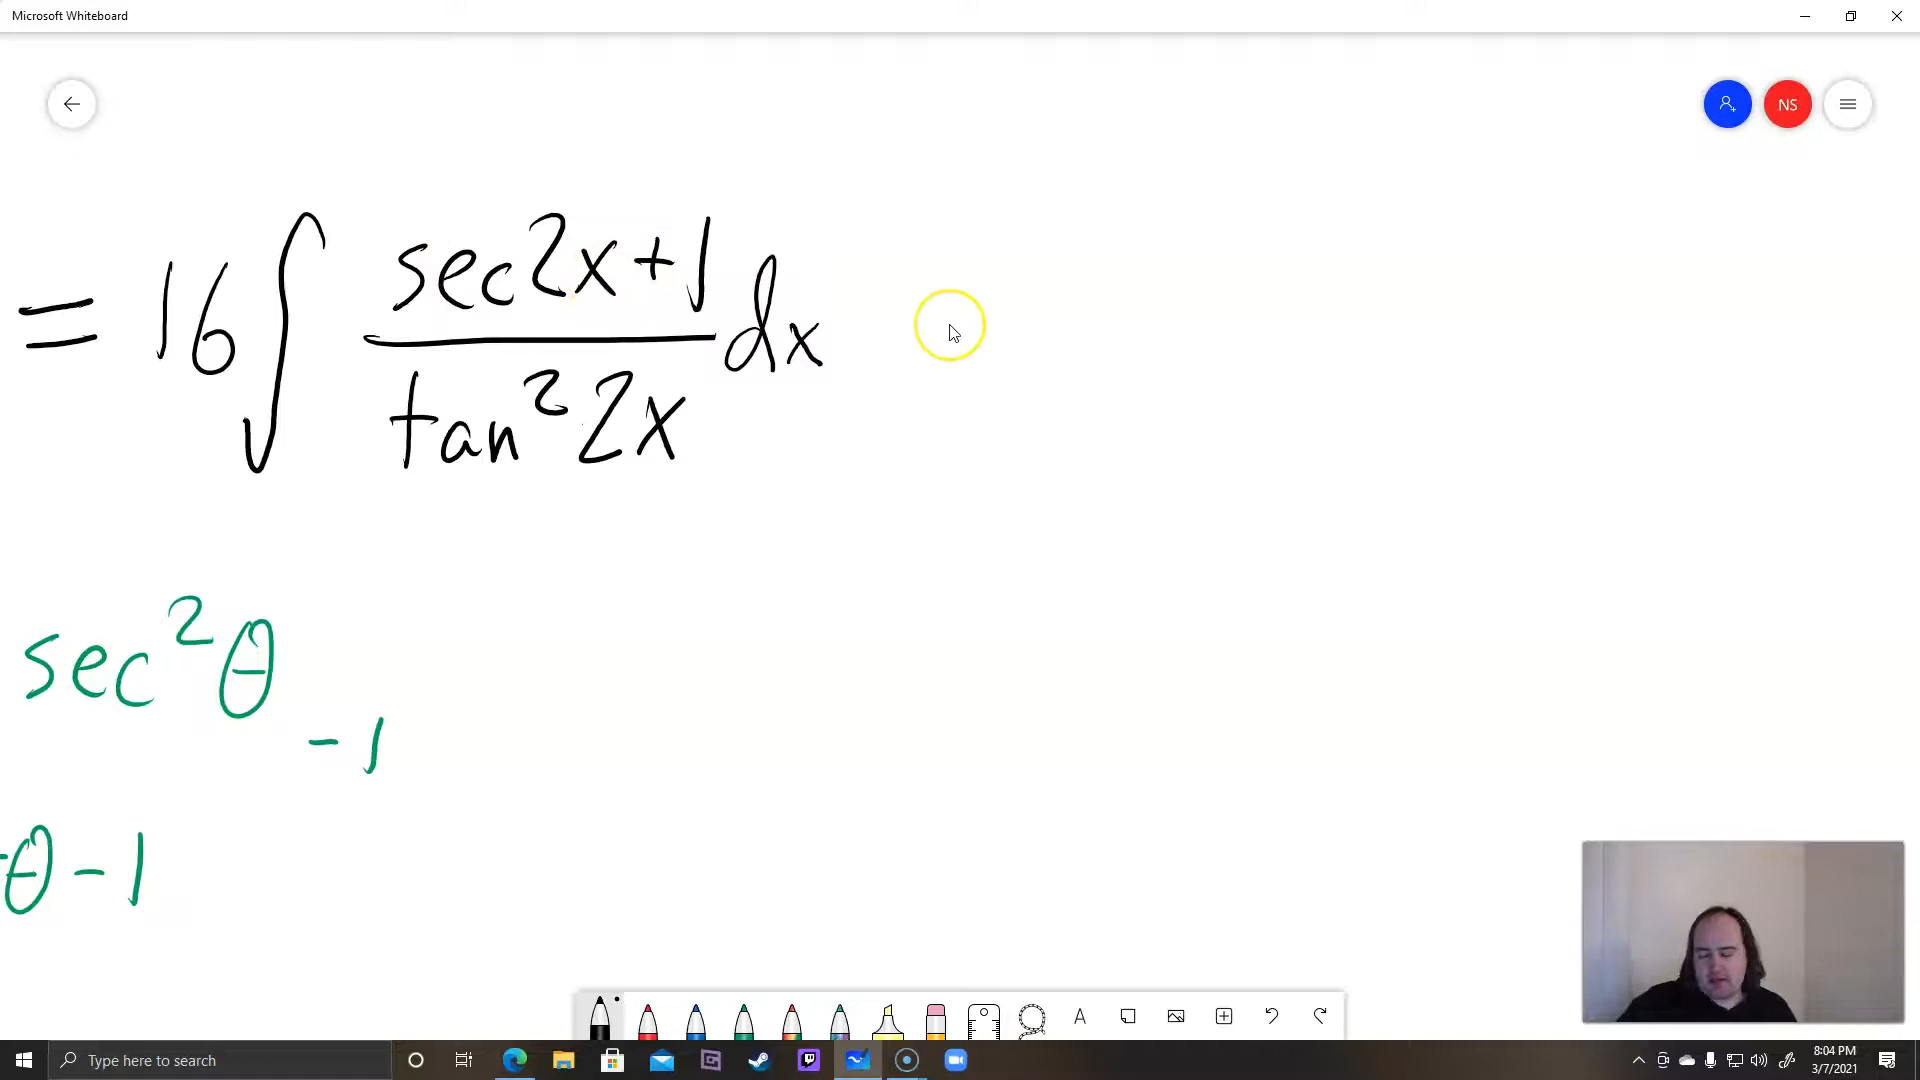 Microsoft Whiteboard
NS
= 16∫ (sec2x+1)/(tan²2x) dx
sec²θ
-1
θ-1
A
Type here to search
8:04 PM
3/7/2021